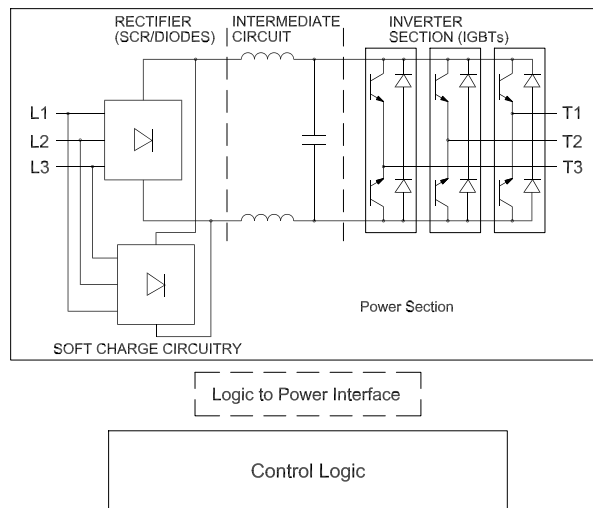 RECTIFIER
(SCR/DIODES)
INTERMEDIATE
CIRCUIT
INVERTER
SECTION (IGBTs)
L1
L2
L3
T1
T2
T3
Power Section
SOFT CHARGE CIRCUITRY
Logic to Power Interface
Control Logic